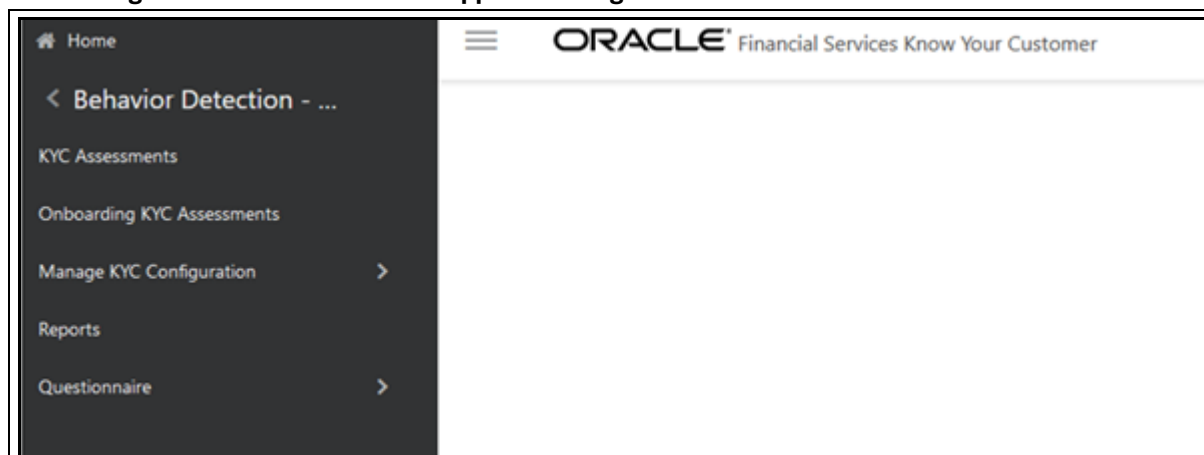 Home
ORACLE Financial Services Know Your Customer
Behavior Detection - ...
KYC Assessments
Onboarding KYC Assessments
Manage KYC Configuration
Reports
Questionnaire